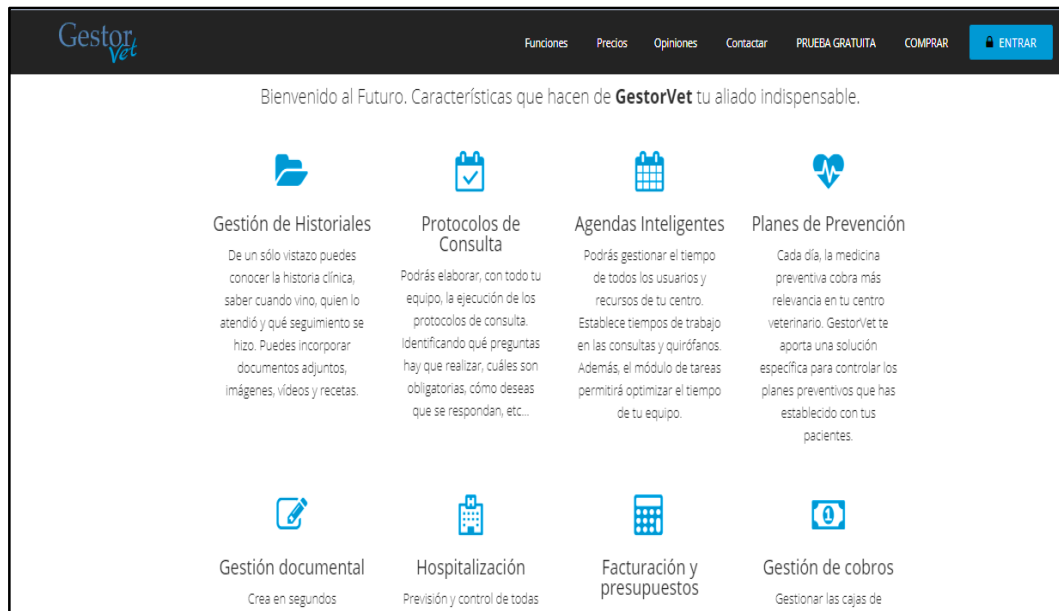 Gestor
Vet
Funciones Precios Opiniones Contactar PRUEBA GRATUITA COMPRAR ENTRAR
Bienvenido al Futuro. Características que hacen de GestorVet tu aliado indispensable.
Gestión de Historiales
De un sólo vistazo puedes
conocer la historia clínica,
saber cuando vino, quien lo
atendió y qué seguimiento se
hizo. Puedes incorporar
documentos adjuntos,
imágenes, vídeos y recetas.
Protocolos de
Consulta
Podrás elaborar, con todo tu
equipo, la ejecución de los
protocolos de consulta.
Identificando qué preguntas
hay que realizar, cuáles son
obligatorias, cómo deseas
que se respondan, etc...
Agendas Inteligentes
Podrás gestionar el tiempo
de todos los usuarios y
recursos de tu centro.
Establece tiempos de trabajo
en las consultas y quirófanos.
Además, el módulo de tareas
permitirá optimizar el tiempo
de tu equipo.
Planes de Prevención
Cada día, la medicina
preventiva cobra más
relevancia en tu centro
veterinario. GestorVet te
aporta una solución
específica para controlar los
planes preventivos que has
establecido con tus
pacientes.
Gestión documental
Crea en segundos
Hospitalización
Previsión y control de todas
Facturación y
presupuestos
Gestión de cobros
Gestionar las cajas de